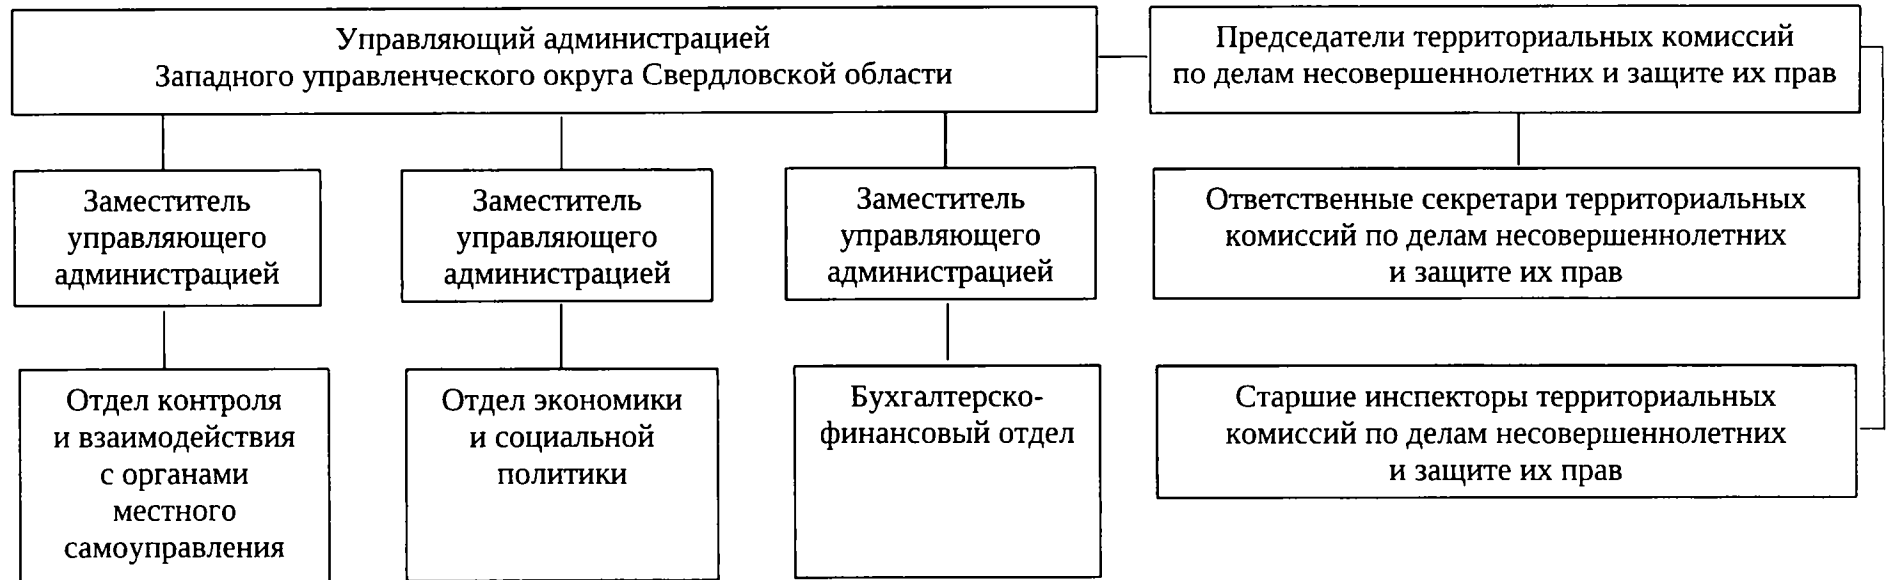 Управляющий администрацией
Западного управленческого округа Свердловской области
Председатели территориальных комиссий
по делам несовершеннолетних и защите их прав
Заместитель
управляющего
администрацией
Заместитель
управляющего
администрацией
Заместитель
управляющего
администрацией
Ответственные секретари территориальных
комиссий по делам несовершеннолетних
и защите их прав
Отдел контроля
и взаимодействия
с органами
местного
самоуправления
Отдел экономики
и социальной
политики
Бухгалтерско-
финансовый отдел
Старшие инспекторы территориальных
комиссий по делам несовершеннолетних
и защите их прав